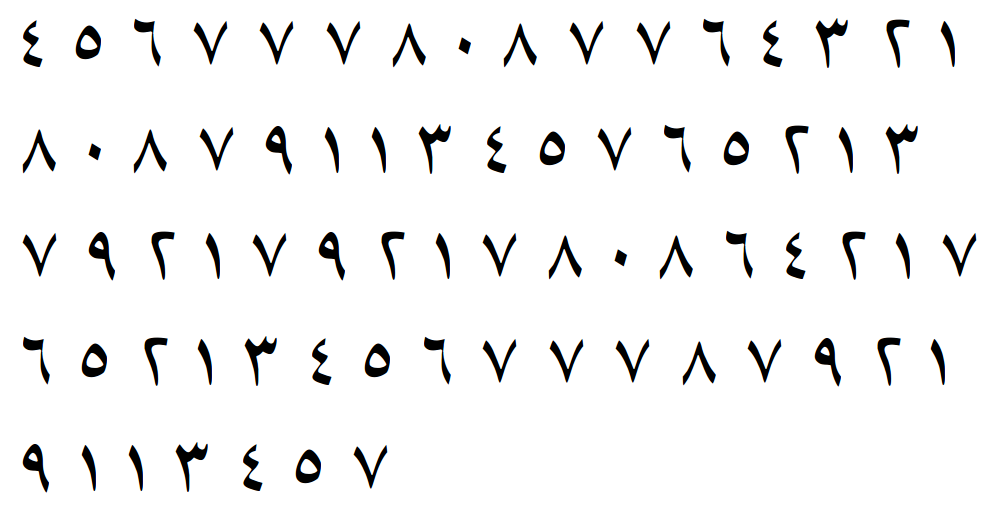 ٤ ٥ ٦ ٧ ٧ ٧ ٨ ٠ ٨ ٧ ٧ ٦ ٤ ٣ ٢ ١
٨ ٠ ٨ ٧ ٩ ١ ١ ٣ ٤ ٥ ٧ ٦ ٥ ٢ ١ ٣
٧ ٩ ٢ ١ ٧ ٩ ٢ ١ ٧ ٨ ٠ ٨ ٦ ٤ ٢ ١ ٧
٦ ٥ ٢ ١ ٣ ٤ ٥ ٦ ٧ ٧ ٧ ٨ ٧ ٩ ٢ ١
٩ ١ ١ ٣ ٤ ٥ ٧